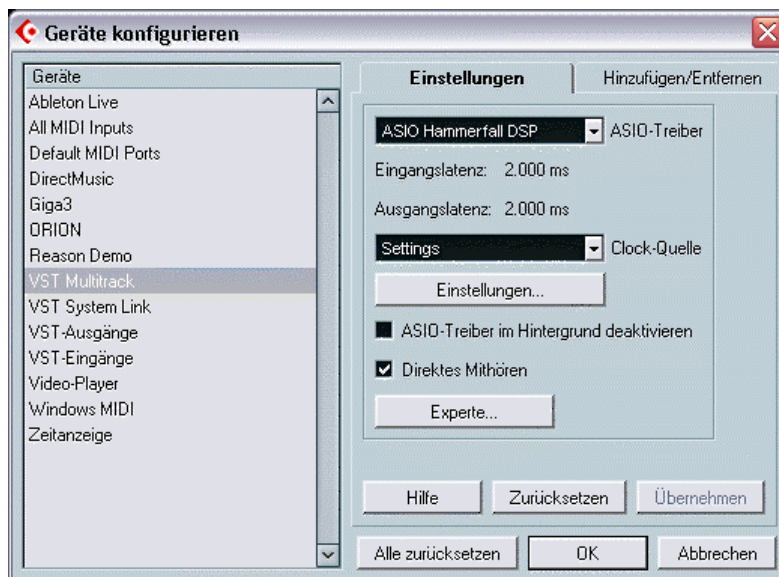 Geräte konfigurieren
Geräte
Ableton Live
All MIDI Inputs
Default MIDI Ports
DirectMusic
Giga3
ORION
Reason Demo
VST Multitrack
VST System Link
VST-Ausgänge
VST-Eingänge
Video-Player
Windows MIDI
Zeitanzeige
Einstellungen
Hinzufügen/Entfernen
ASIO Hammerfall DSP ASIO-Treiber
Eingangslatenz: 2.000 ms
Ausgangslatenz: 2.000 ms
Settings Clock-Quelle
Einstellungen...
ASIO-Treiber im Hintergrund deaktivieren
Direktes Mithören
Experte...
Hilfe Zurücksetzen Übernehmen
Alle zurücksetzen OK Abbrechen